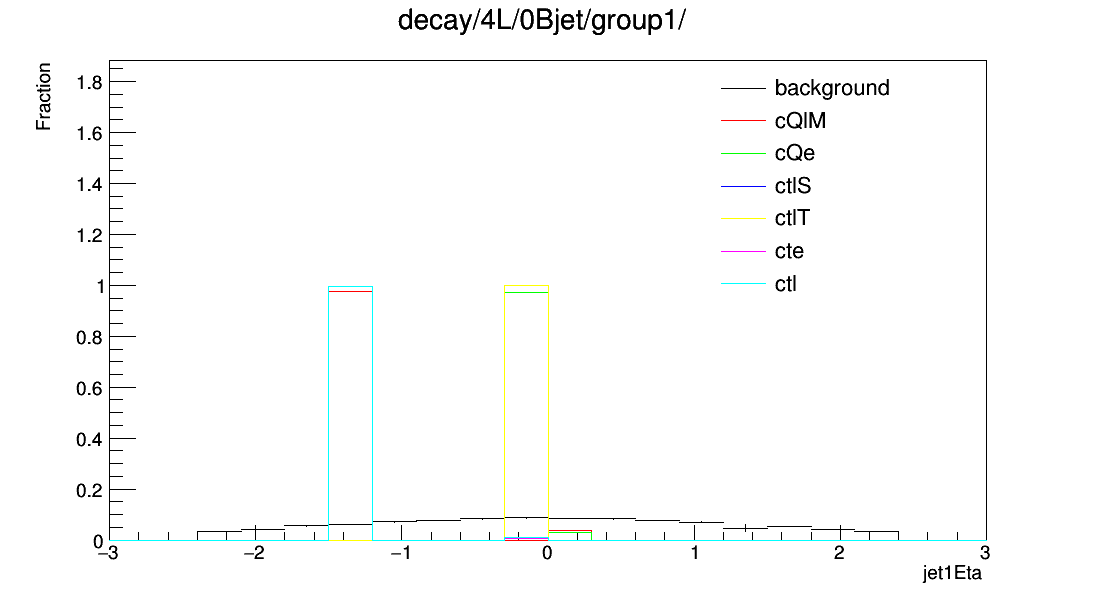 decay/4L/0Bjet/group1/
Fraction
1.8
1.6
1.4
1.2
1
0.8
0.6
0.4
0.2
0
background
cQlM
cQe
ctlS
ctlT
cte
ctl
−3
−2
−1
0
1
2
3
jet1Eta